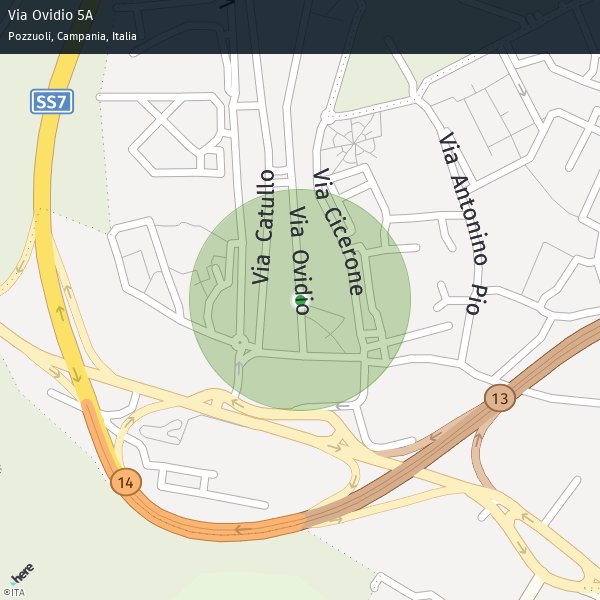 Via Ovidio 5A
Pozzuoli, Campania, Italia
SS7
Via Catullo
Via Ovidio
Via Cicerone
Via Antonino Pio
13
14
here
©ITA